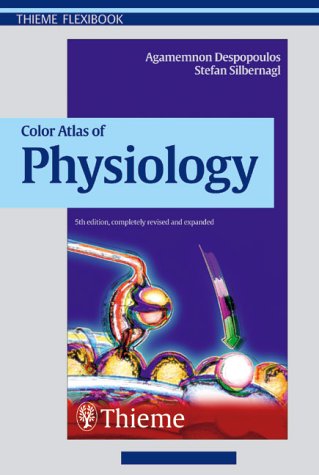 THIEME FLEXIBOOK
Agamemnon Despopoulos
Stefan Silbernagl
Color Atlas of
Physiology
5th edition, completely revised and expanded
Thieme